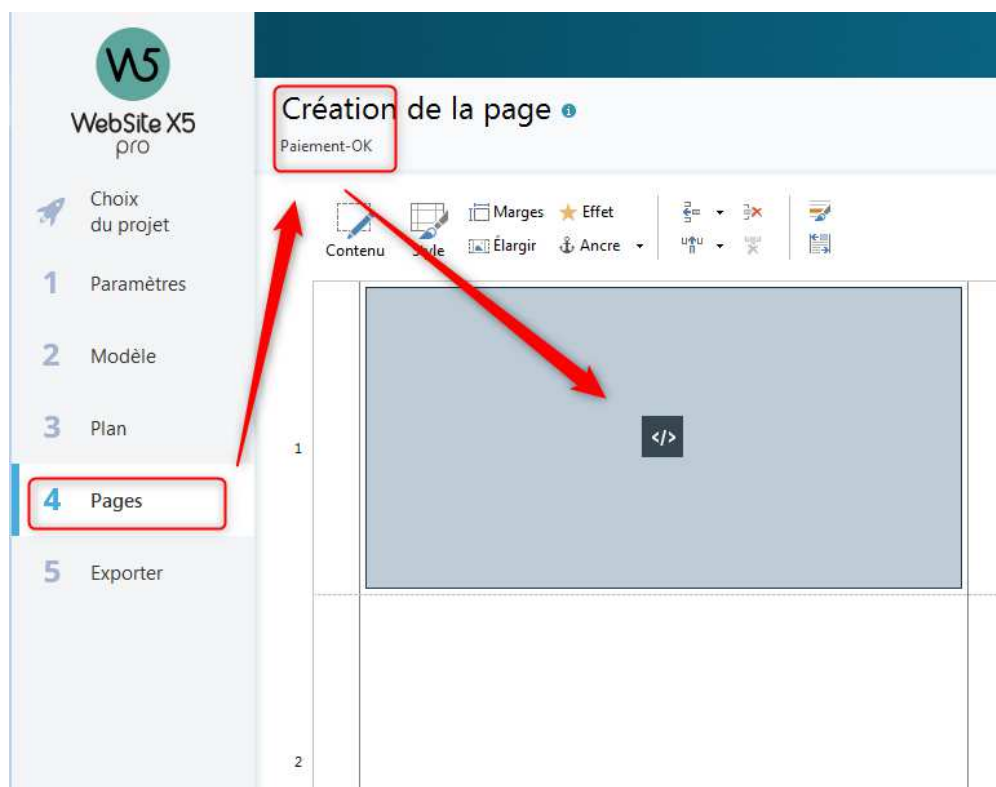 W5
WebSite X5
pro
Choix
du projet
1 Paramètres
2 Modèle
3 Plan
4 Pages
5 Exporter
Création de la page
Paiement-OK
Contenu
Style
Marges
Effet
Élargir
Ancre
1
</>
2